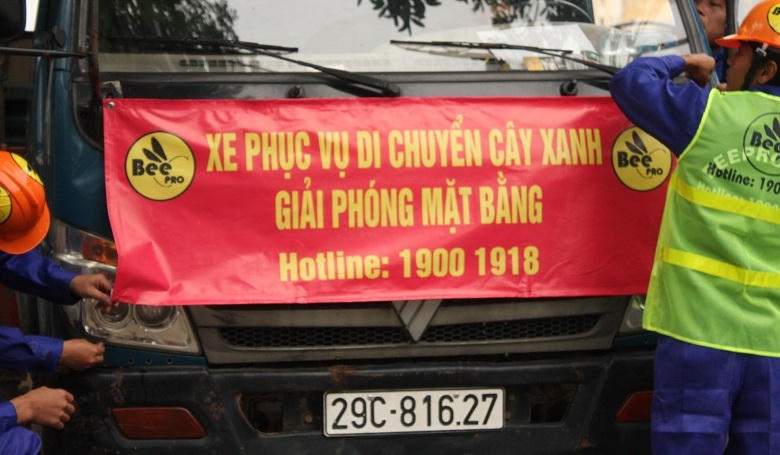 Bee
PRO
XE PHỤC VỤ DI CHUYỂN CÂY XANH
GIẢI PHÓNG MẶT BẰNG
Hotline: 1900 1918
Bee
PRO
BEEPRO
Hotline: 190
29C-816.27